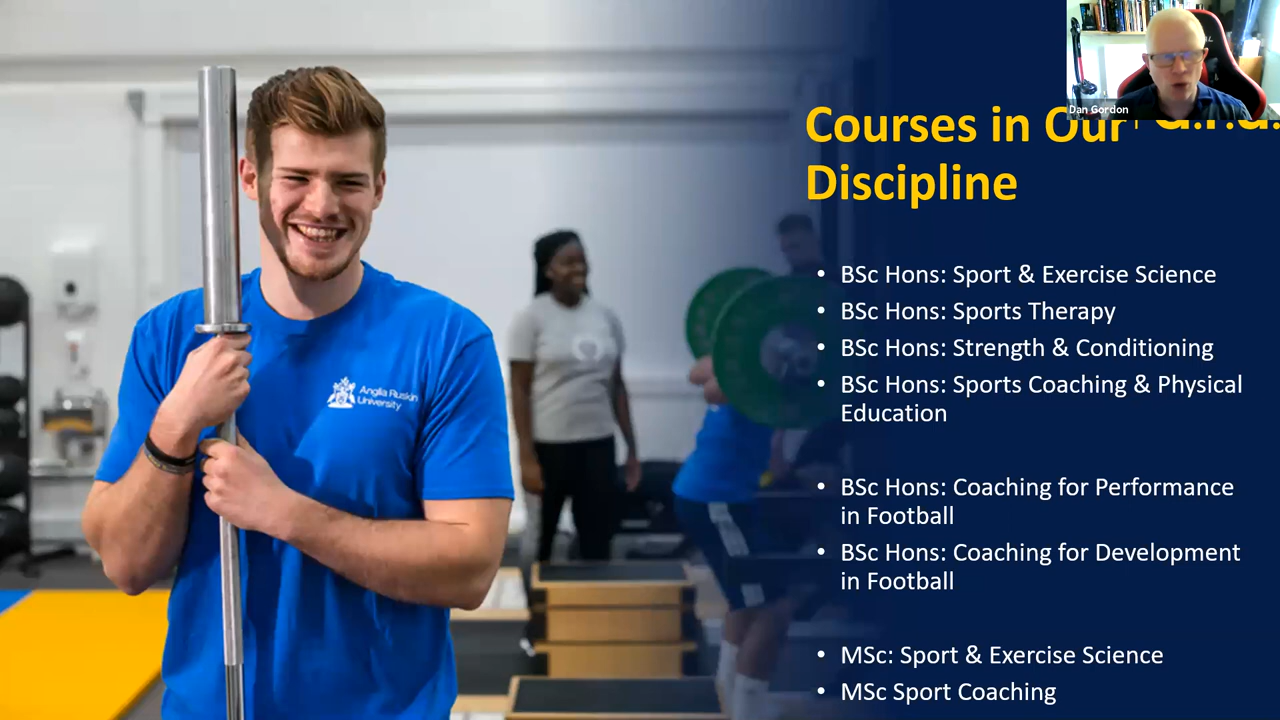 Dan Gordon
Courses in Our
Discipline
• BSc Hons: Sport & Exercise Science
• BSc Hons: Sports Therapy
• BSc Hons: Strength & Conditioning
• BSc Hons: Sports Coaching & Physical
Education
• BSc Hons: Coaching for Performance
in Football
• BSc Hons: Coaching for Development
in Football
• MSc: Sport & Exercise Science
• MSc Sport Coaching
Anglia Ruskin
University